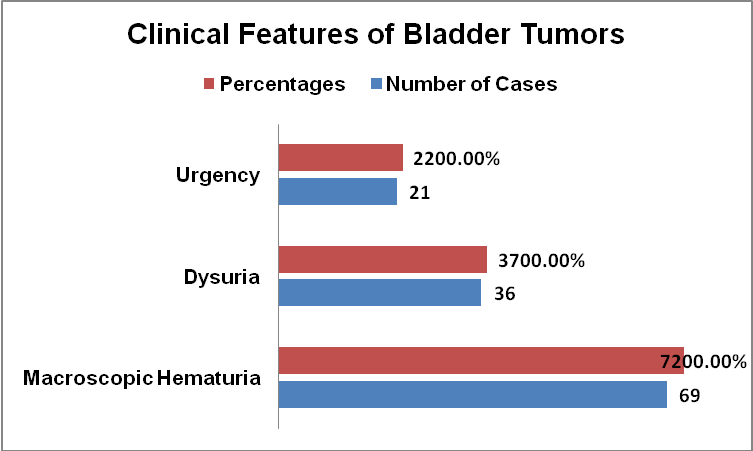 Clinical Features of Bladder Tumors
Percentages Number of Cases
Urgency
2200.00%
21
Dysuria
3700.00%
36
Macroscopic Hematuria
7200.00%
69